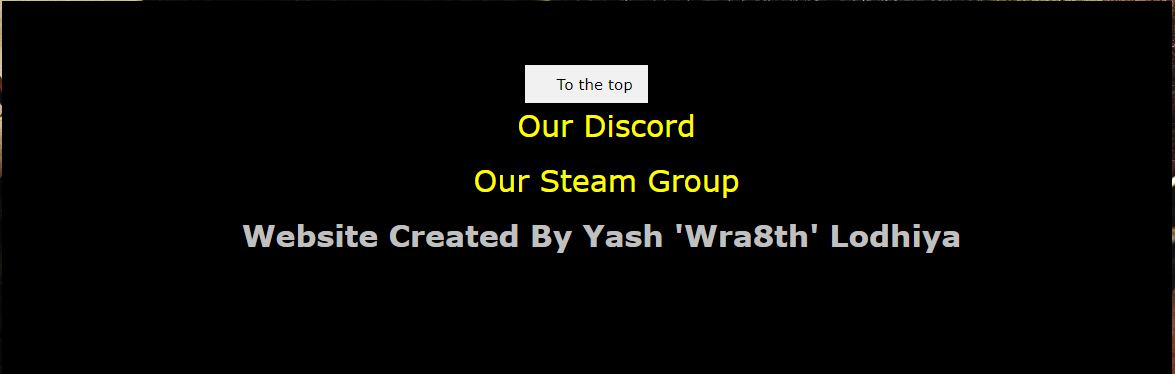 To the top
Our Discord
Our Steam Group
Website Created By Yash 'Wra8th' Lodhiya